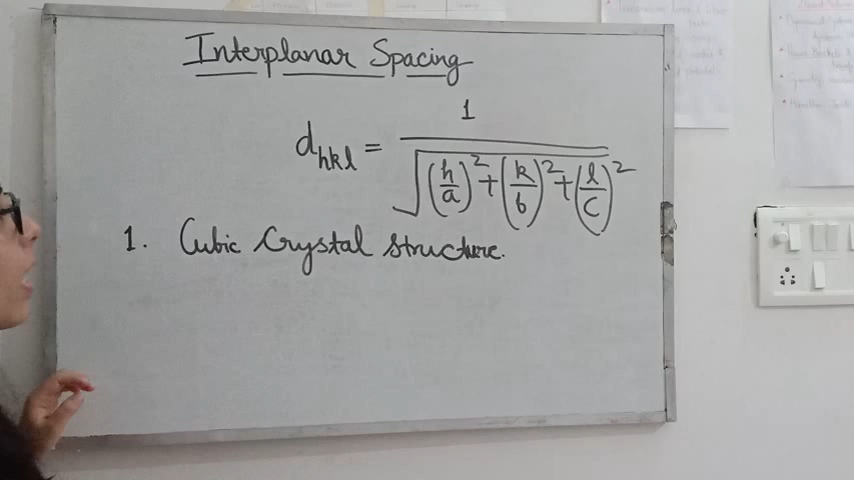 Interplanar Spacing
d_hkl = 1 / √((h/a)² + (k/b)² + (l/c)²)
1. Cubic Crystal structure.